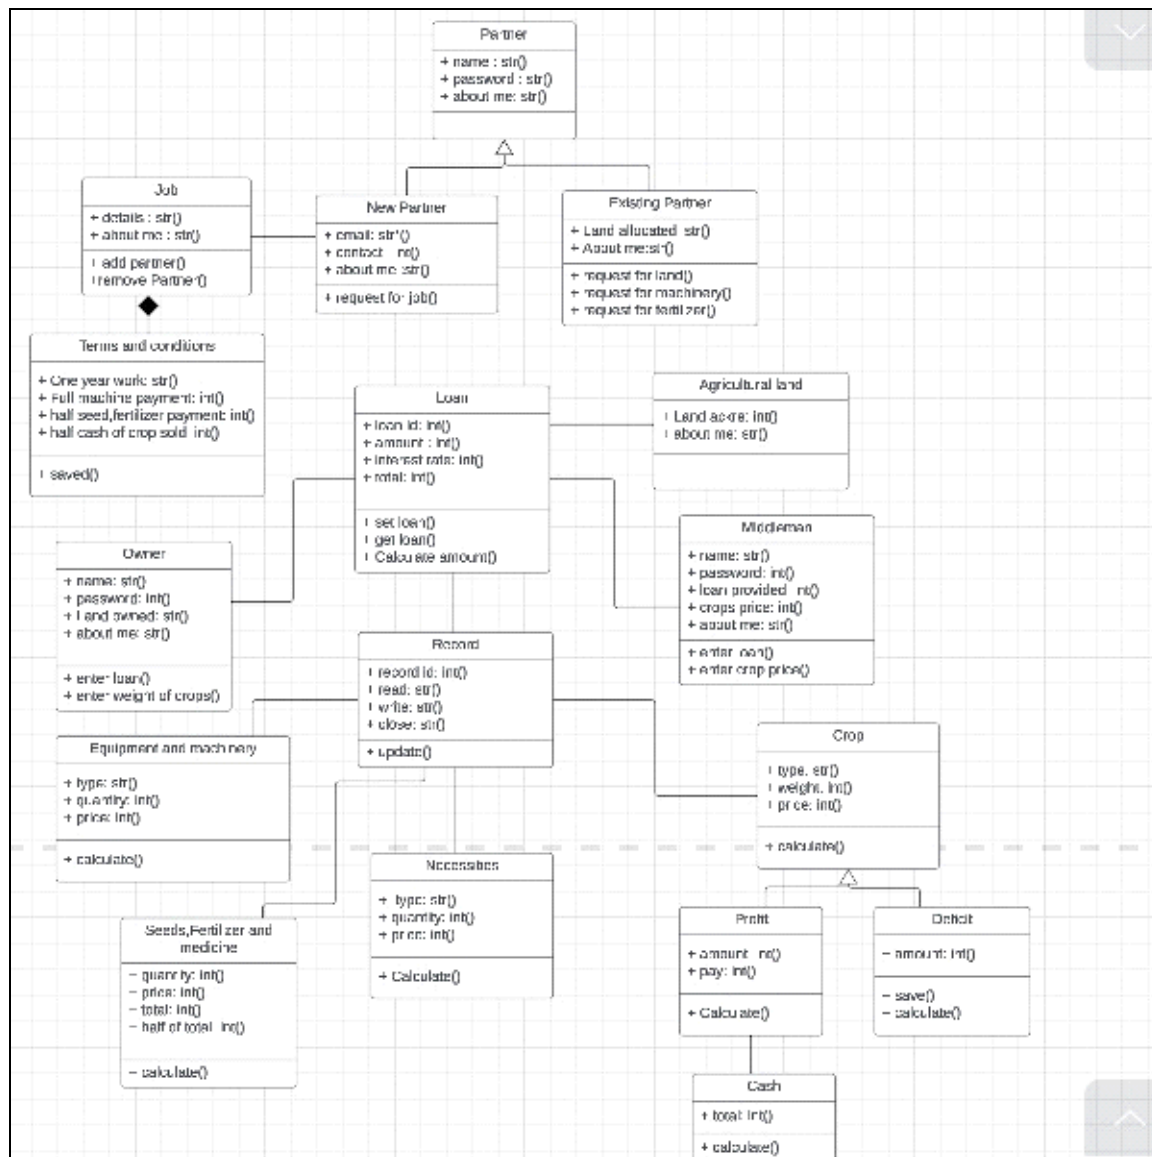 Partner
+ name : str()
+ password : str()
+ about me: str()
Job
+ details : str()
+ about me : str()
+ add partner()
+remove Partner()
New Partner
+ email: str"()
+ contact int()
+ about me :str()
+ request for job()
Existing Partner
+ Land allocated str()
+ About me:str()
+ request for land()
+ request for machinery()
+ request for fertilizer()
Terms and conditions
+ One year work: str()
+ Full machine payment: int()
+ half seed,fertilizer payment: int()
+ half cash of crop sold int()
+ saved()
Loan
+ loan id: int()
+ amount : int()
+ interest rate: int()
+ total: int()
+ set loan()
+ get loan()
+ Calculate amount()
Agricultural land
+ Land ackre: int()
+ about me: str()
Middleman
+ name: str()
+ password: int()
+ loan provided int()
+ crops price: int()
+ about me: str()
+ enter loan()
+ enter crop price()
Owner
+ name: str()
+ password: int()
+ Land owned: str()
+ about me: str()
+ enter loan()
+ enter weight of crops()
Record
+ record id: int()
+ read: str()
+ write: str()
+ close: str()
+ update()
Equipment and machinery
+ type: str()
+ quantity: int()
+ price: int()
+ calculate()
Crop
+ type: str()
+ weight: int()
+ price: int()
+ calculate()
Necessities
+ type: str()
+ quantity: int()
+ price: int()
+ Calculate()
Seeds,Fertilizer and
medicine
− quantity: int()
− price: int()
− total: int()
− half of total int()
− calculate()
Profit
+ amount int()
+ pay: int()
+ Calculate()
Deficit
− amount: int()
− save()
− calculate()
Cash
+ total: int()
+ calculate()